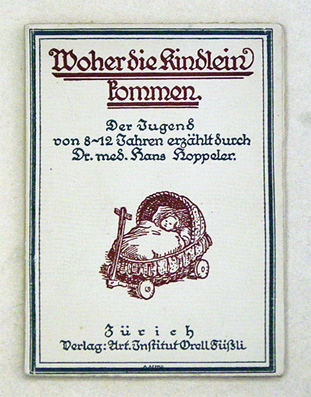 Woher die Kindlein
kommen.
Der Jugend
von 8-12 Jahren erzählt durch
Dr. med. Hans Hoppeler.
Zürich
Verlag: Art. Institut Orell Füßli